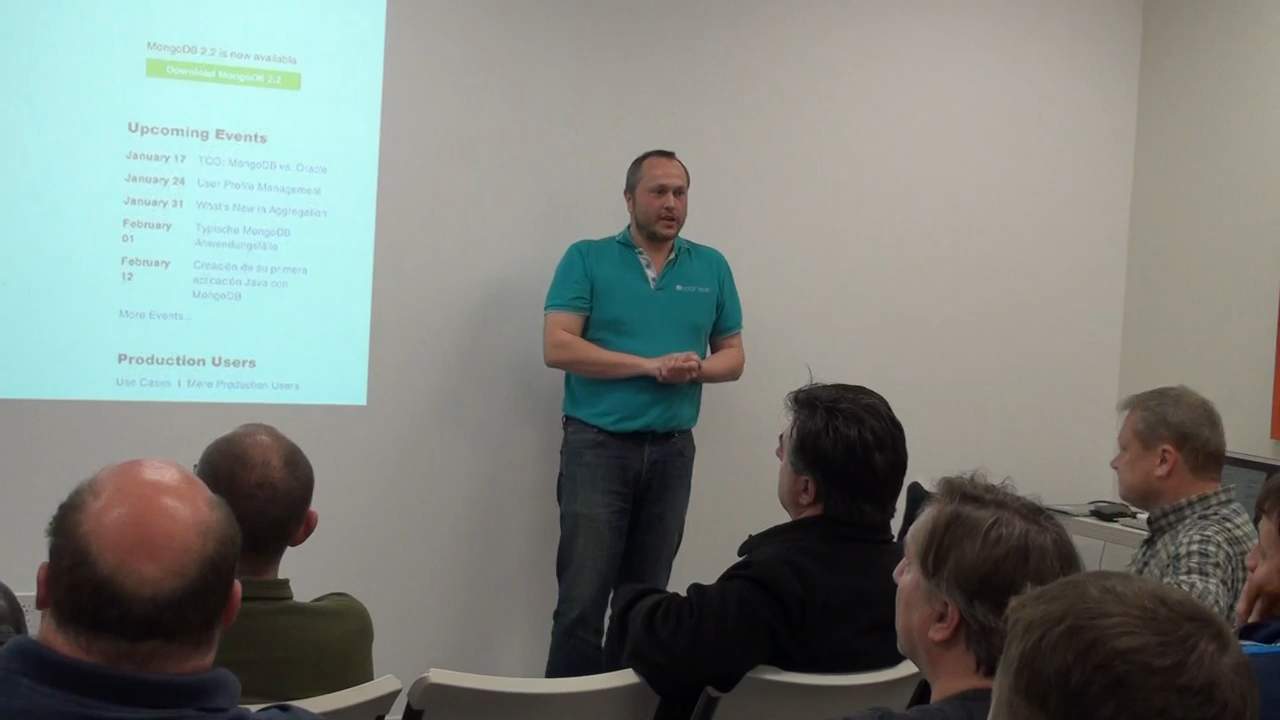 MongoDB 2.2 is now available
Download MongoDB 2.2
Upcoming Events
January 17 TCO: MongoDB vs. Oracle
January 24 User Profile Management
January 31 What's New in Aggregation
February 01 Typische MongoDB
Anwendungsfälle
February 12 Creación de su primera
aplicación Java con
MongoDB
More Events...
Production Users
Use Cases | More Production Users